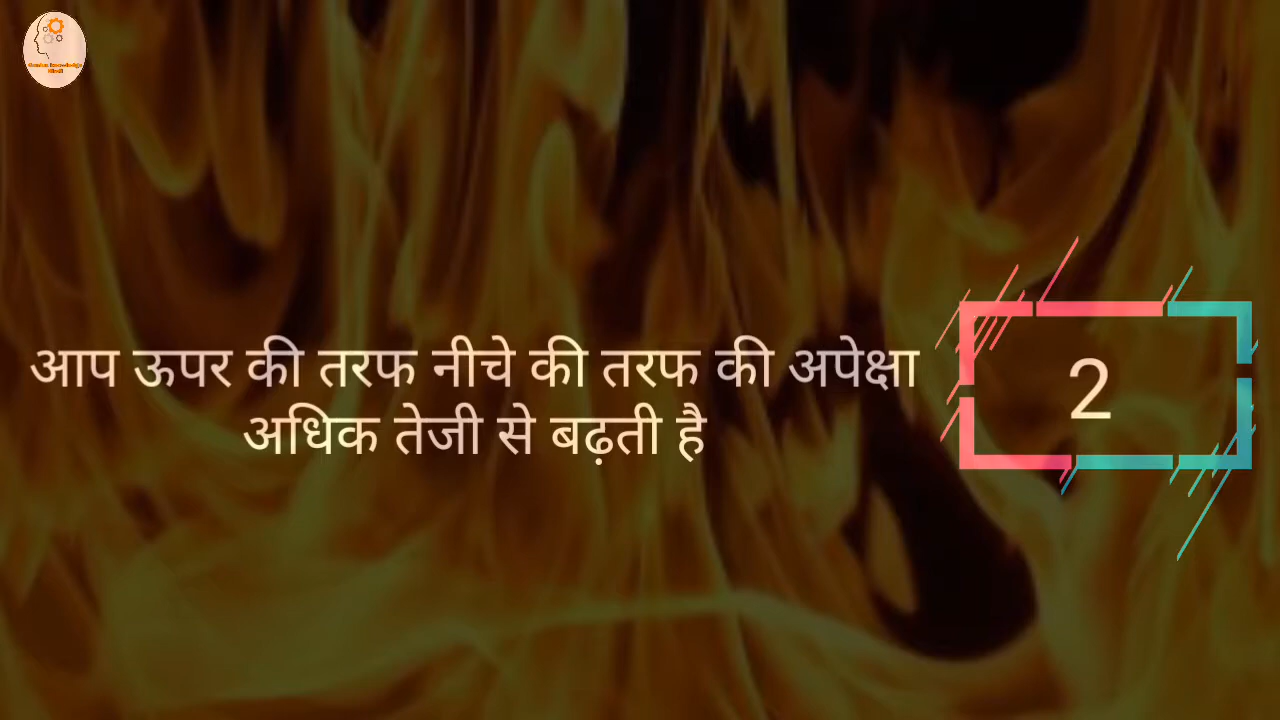 आप ऊपर की तरफ नीचे की तरफ की अपेक्षा
अधिक तेजी से बढ़ती है
2